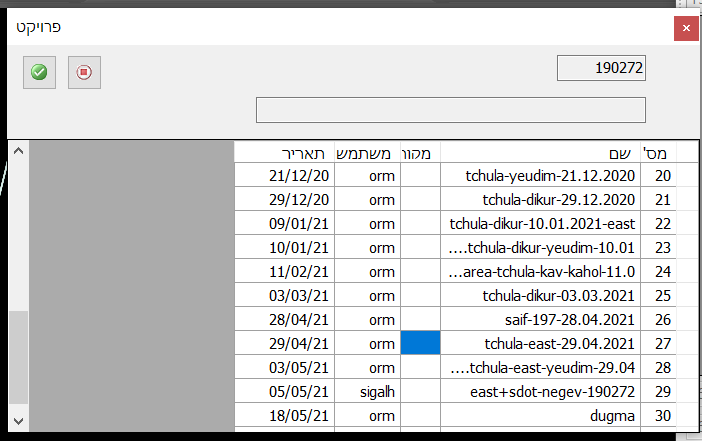 פרויקט
190272
מס' שם מקור משתמש תאריך
20 tchula-yeudim-21.12.2020 orm 21/12/20
21 tchula-dikur-29.12.2020 orm 29/12/20
22 tchula-dikur-10.01.2021-east orm 09/01/21
23 tchula-dikur-yeudim-10.01... orm 10/01/21
24 area-tchula-kav-kahol-11.0... orm 11/02/21
25 tchula-dikur-03.03.2021 orm 03/03/21
26 saif-197-28.04.2021 orm 28/04/21
27 tchula-east-29.04.2021 orm 29/04/21
28 tchula-east-yeudim-29.04... orm 03/05/21
29 east+sdot-negev-190272 sigalh 05/05/21
30 dugma orm 18/05/21